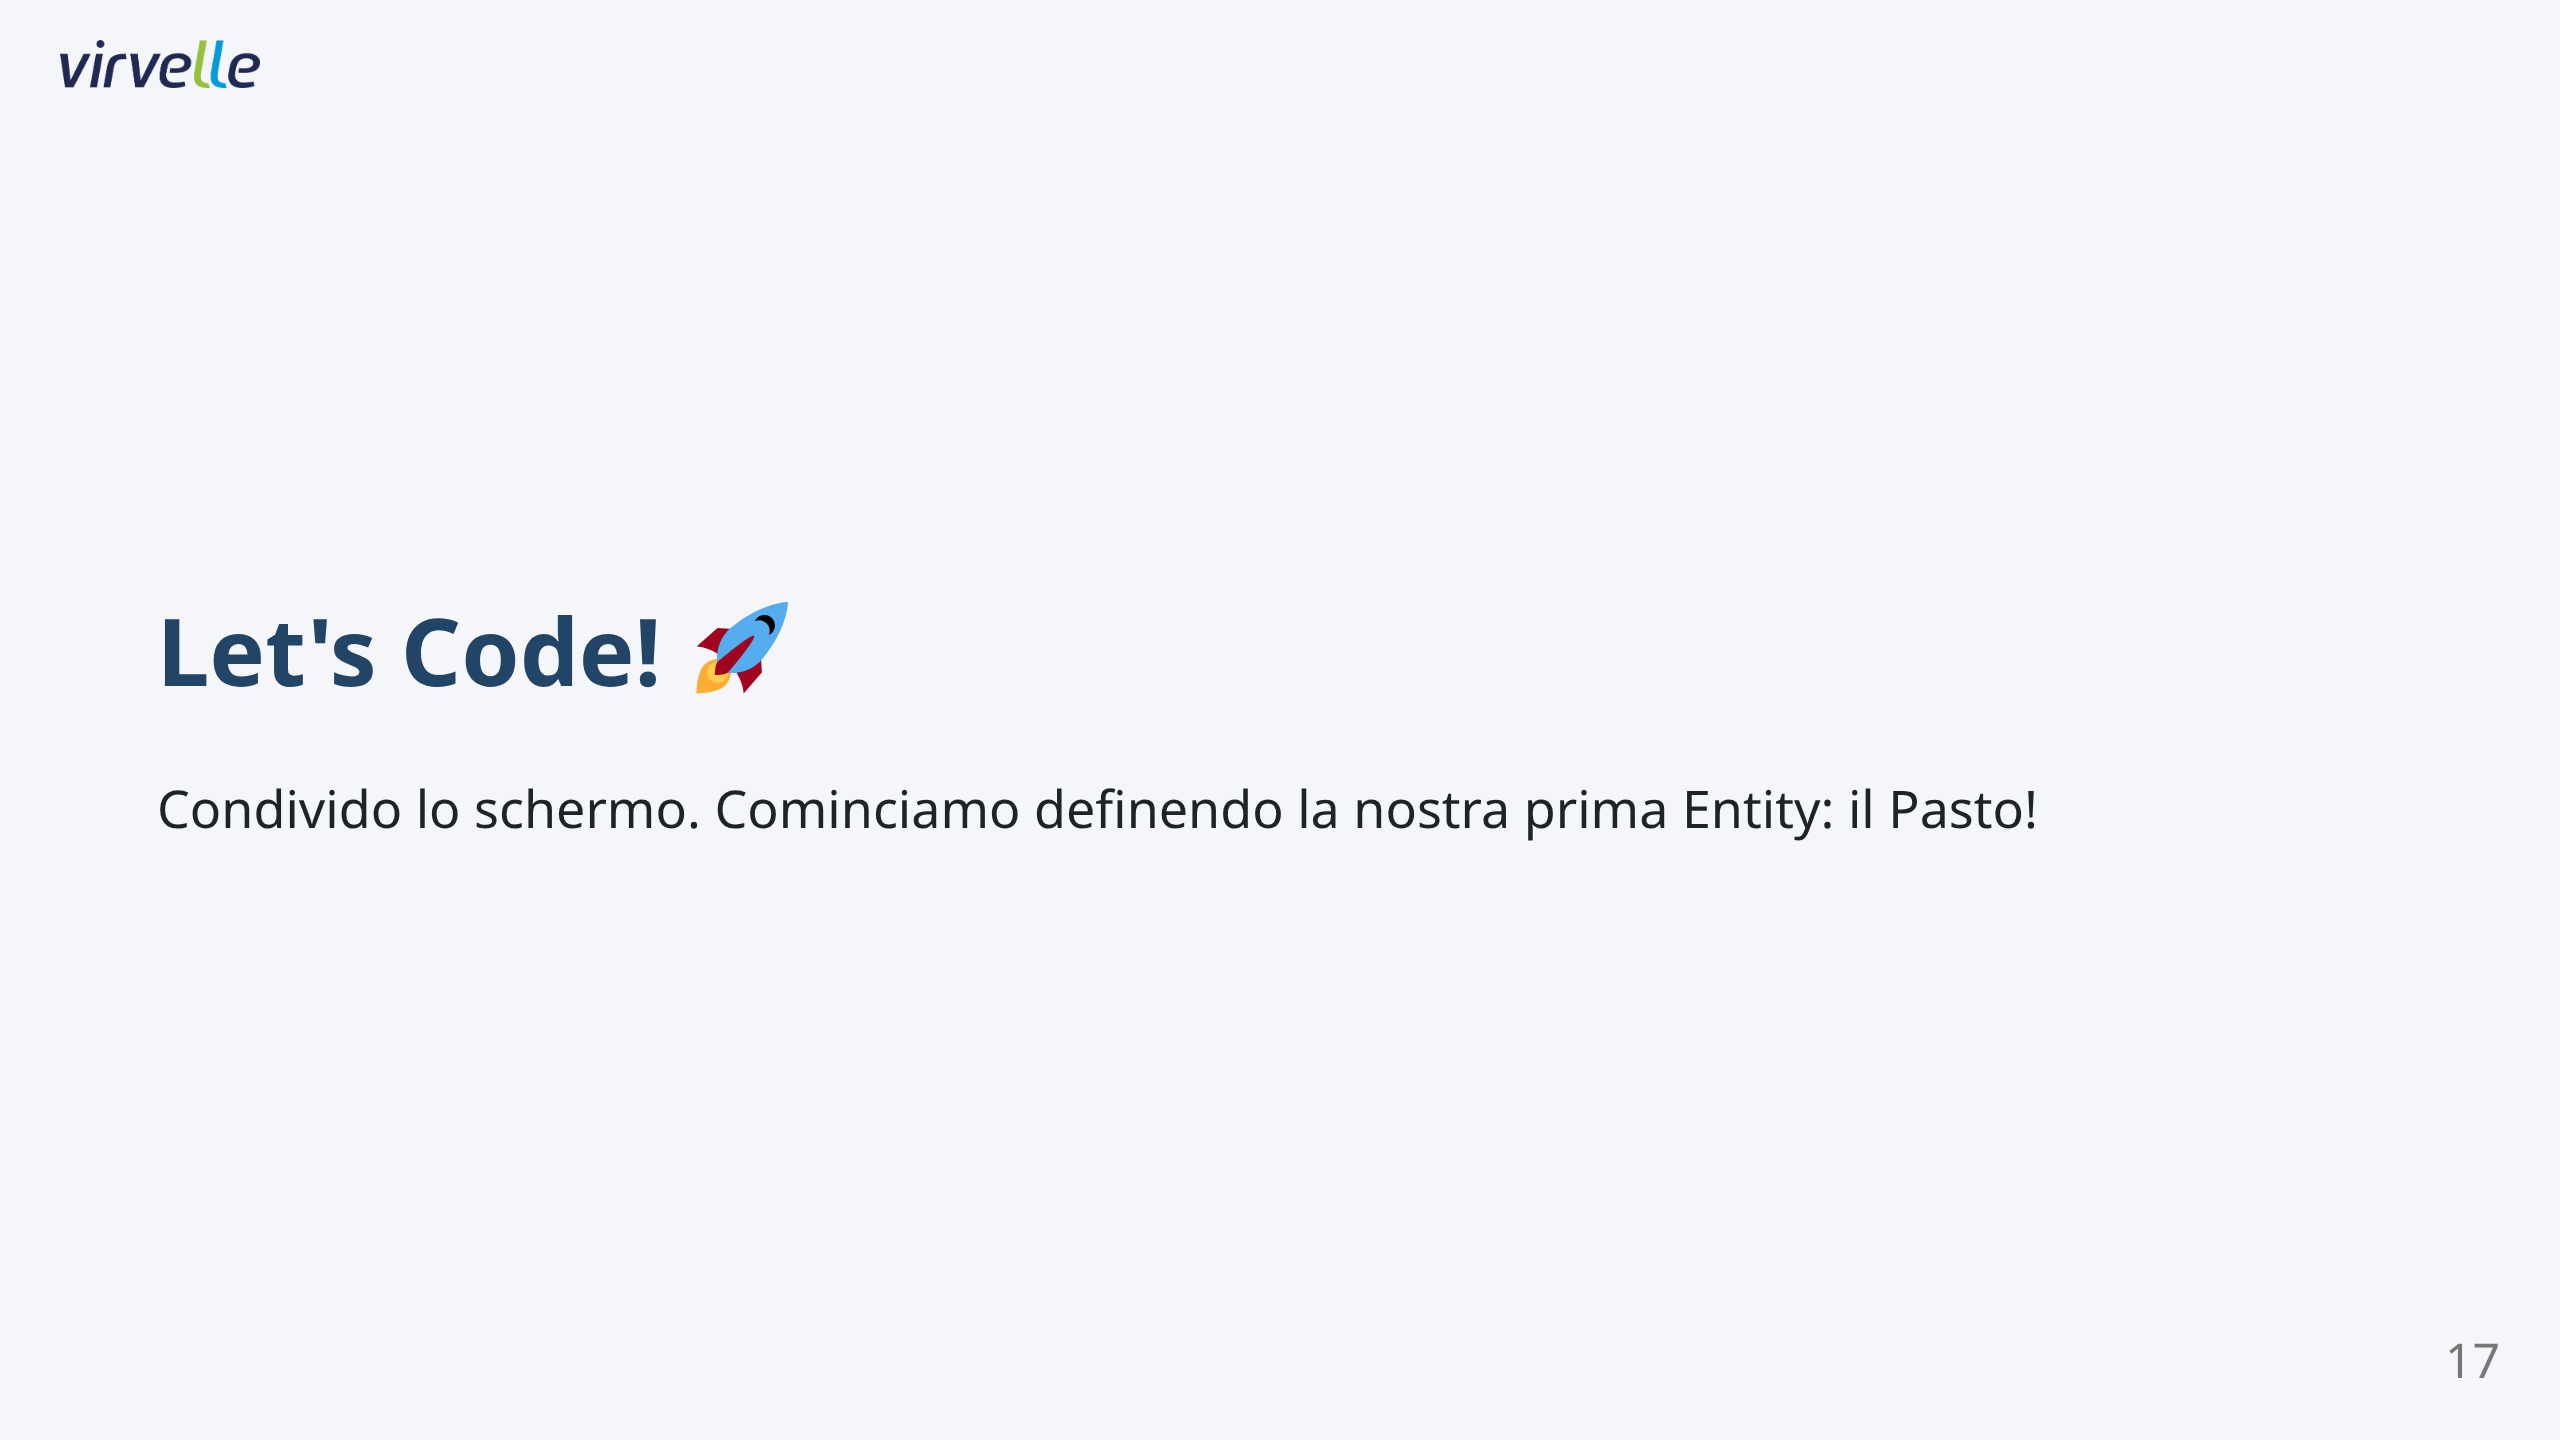 virvelle
Let's Code! 🚀
Condivido lo schermo. Cominciamo definendo la nostra prima Entity: il Pasto!
17